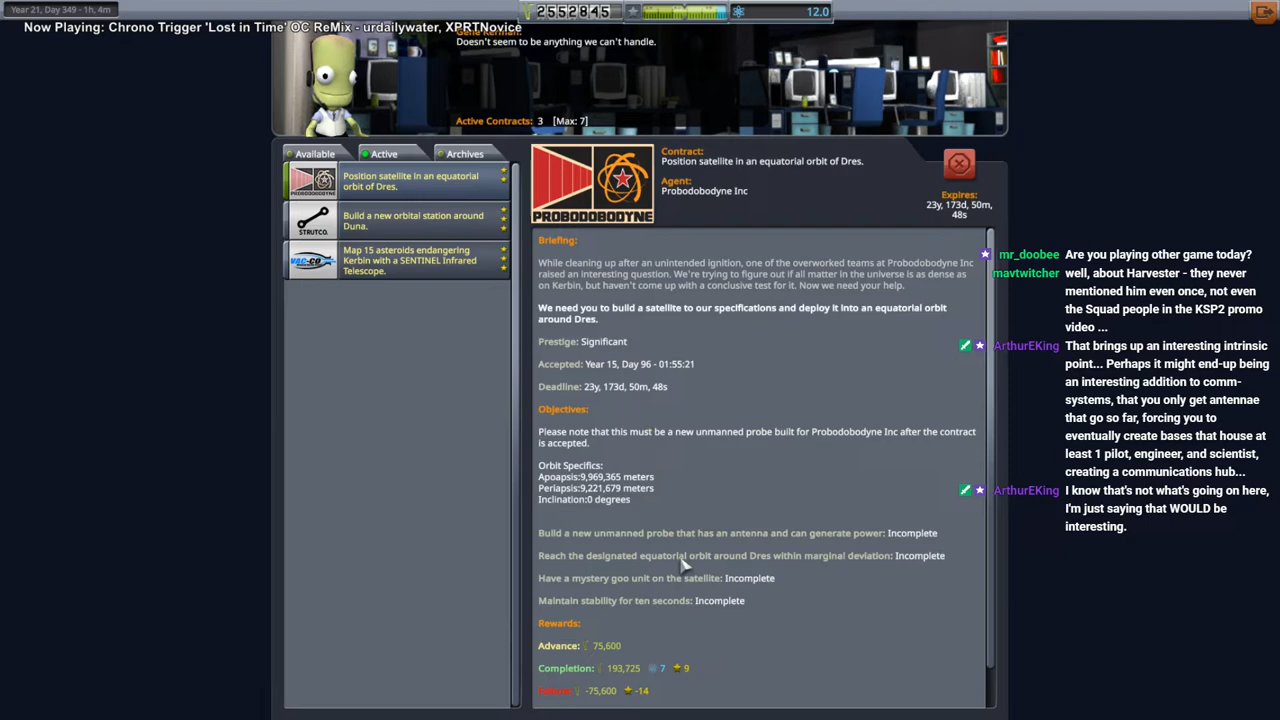 Year 21, Day 349 - 1h, 4m
2552845
12.0
Now Playing: Chrono Trigger 'Lost in Time' OC ReMix - urdailywater, XPRTNovice
Gene Kerman:
Doesn't seem to be anything we can't handle.
Active Contracts: 3 [Max: 7]
Available
Active
Archives
Position satellite in an equatorial
orbit of Dres.
PROBODOBODYNE
Build a new orbital station around
Duna.
STRUTCO.
Map 15 asteroids endangering
Kerbin with a SENTINEL Infrared
Telescope.
VAC-CO
PROBODOBODYNE
Contract:
Position satellite in an equatorial orbit of Dres.
Agent:
Probodobodyne Inc
Expires:
23y, 173d, 50m,
48s
Briefing:
While cleaning up after an unintended ignition, one of the overworked teams at Probodobodyne Inc
raised an interesting question. We're trying to figure out if all matter in the universe is as dense as
on Kerbin, but haven't come up with a conclusive test for it. Now we need your help.
We need you to build a satellite to our specifications and deploy it into an equatorial orbit
around Dres.
Prestige: Significant
Accepted: Year 15, Day 96 - 01:55:21
Deadline: 23y, 173d, 50m, 48s
Objectives:
Please note that this must be a new unmanned probe built for Probodobodyne Inc after the contract
is accepted.
Orbit Specifics:
Apoapsis:9,969,365 meters
Periapsis:9,221,679 meters
Inclination:0 degrees
Build a new unmanned probe that has an antenna and can generate power: Incomplete
Reach the designated equatorial orbit around Dres within marginal deviation: Incomplete
Have a mystery goo unit on the satellite: Incomplete
Maintain stability for ten seconds: Incomplete
Rewards:
Advance: 75,600
Completion: 193,725 7 9
Failure: -75,600 -14
mr_doobee Are you playing other game today?
mavtwitcher well, about Harvester - they never
mentioned him even once, not even
the Squad people in the KSP2 promo
video ...
ArthurEKing That brings up an interesting intrinsic
point... Perhaps it might end-up being
an interesting addition to comm-
systems, that you only get antennae
that go so far, forcing you to
eventually create bases that house at
least 1 pilot, engineer, and scientist,
creating a communications hub...
ArthurEKing I know that's not what's going on here,
I'm just saying that WOULD be
interesting.